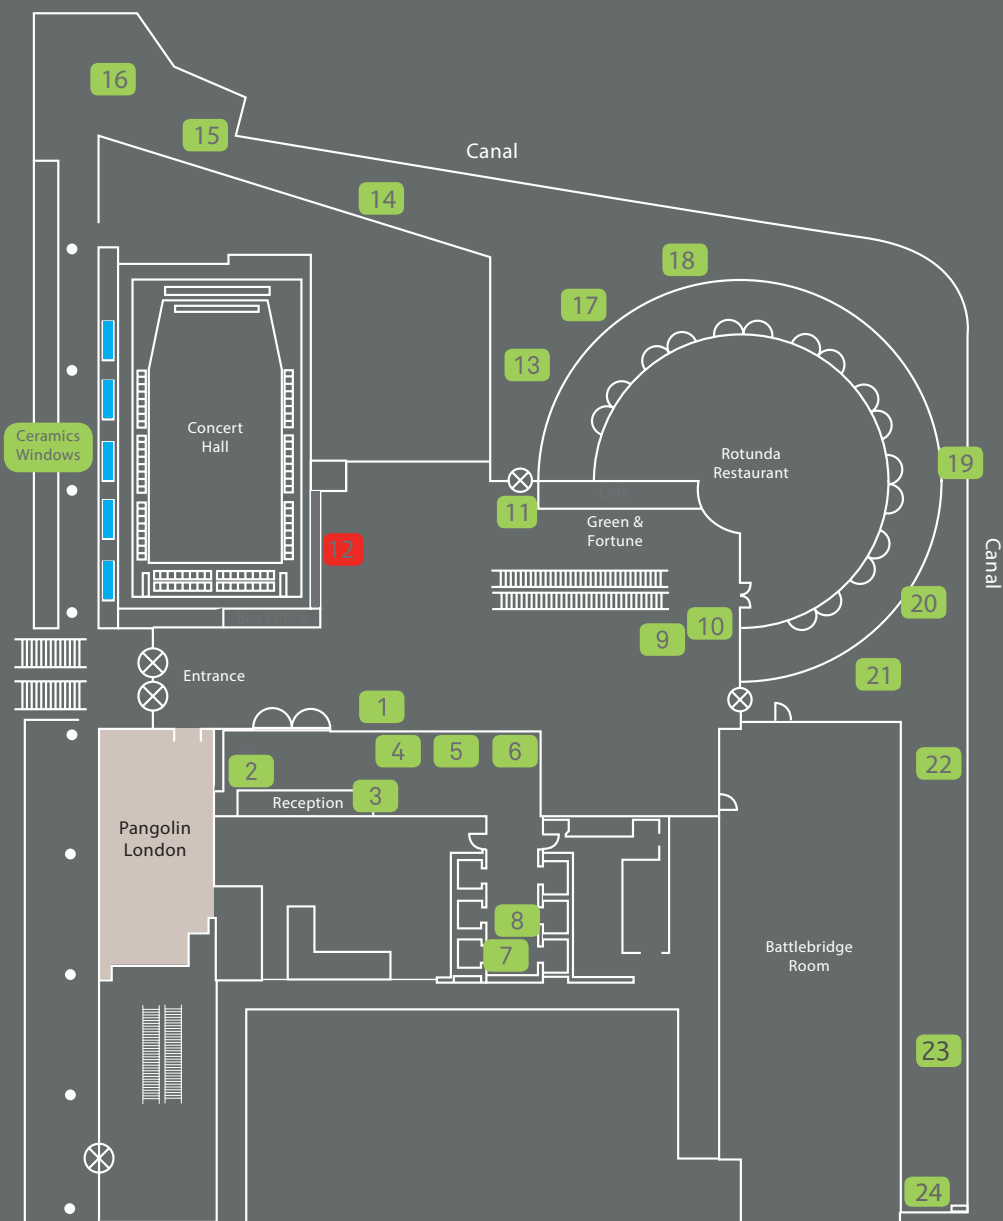 16
15
Canal
14
18
17
13
Ceramics
Windows
Concert
Hall
Rotunda
Restaurant
19
Cafe
11
Green &
Fortune
12
Canal
20
10
9
Box Office
Entrance
21
1
4
5
6
22
2
3
Reception
Pangolin
London
8
7
Battlebridge
Room
23
24